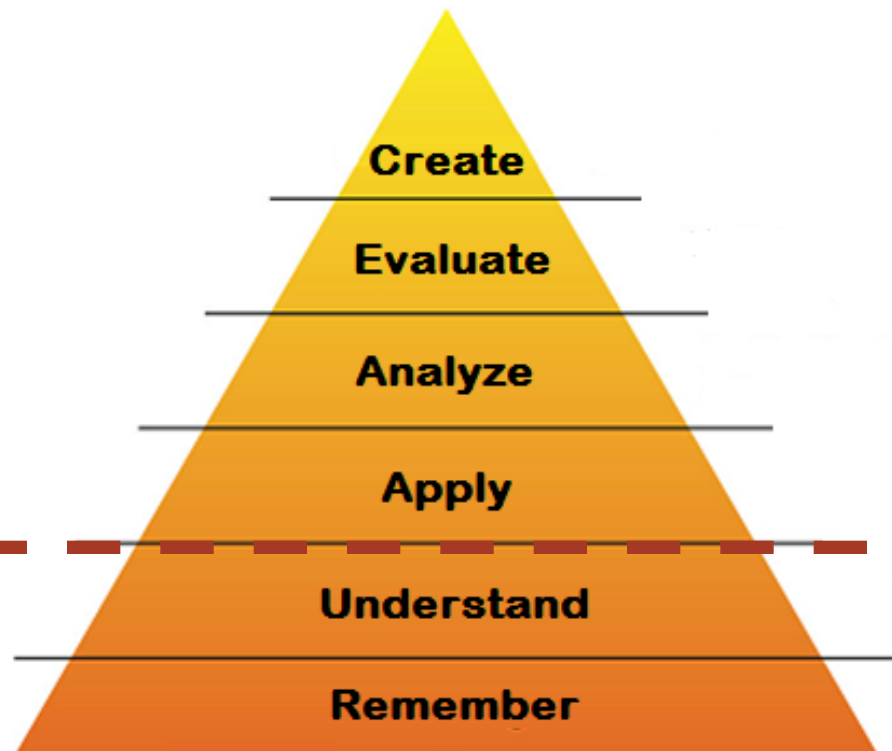 Create
Evaluate
Analyze
Apply
Understand
Remember